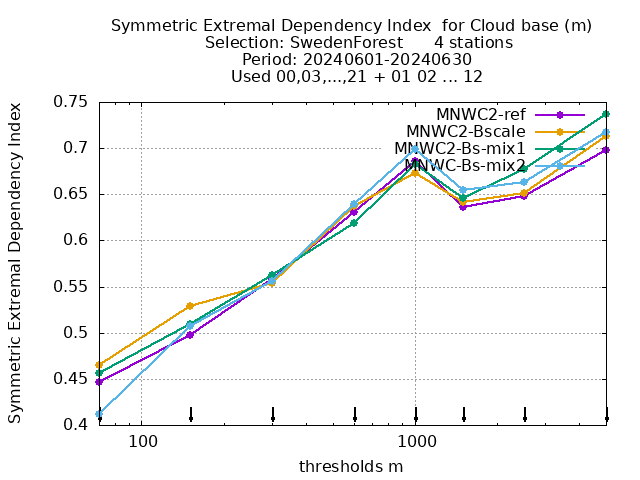 Symmetric Extremal Dependency Index  for Cloud base (m)
Selection: SwedenForest      4 stations
Period: 20240601-20240630
Used 00,03,...,21 + 01 02 ... 12
Symmetric Extremal Dependency Index
0.75
0.7
0.65
0.6
0.55
0.5
0.45
0.4
MNWC2-ref
MNWC2-Bscale
MNWC2-Bs-mix1
MNWC-Bs-mix2
100
1000
thresholds m